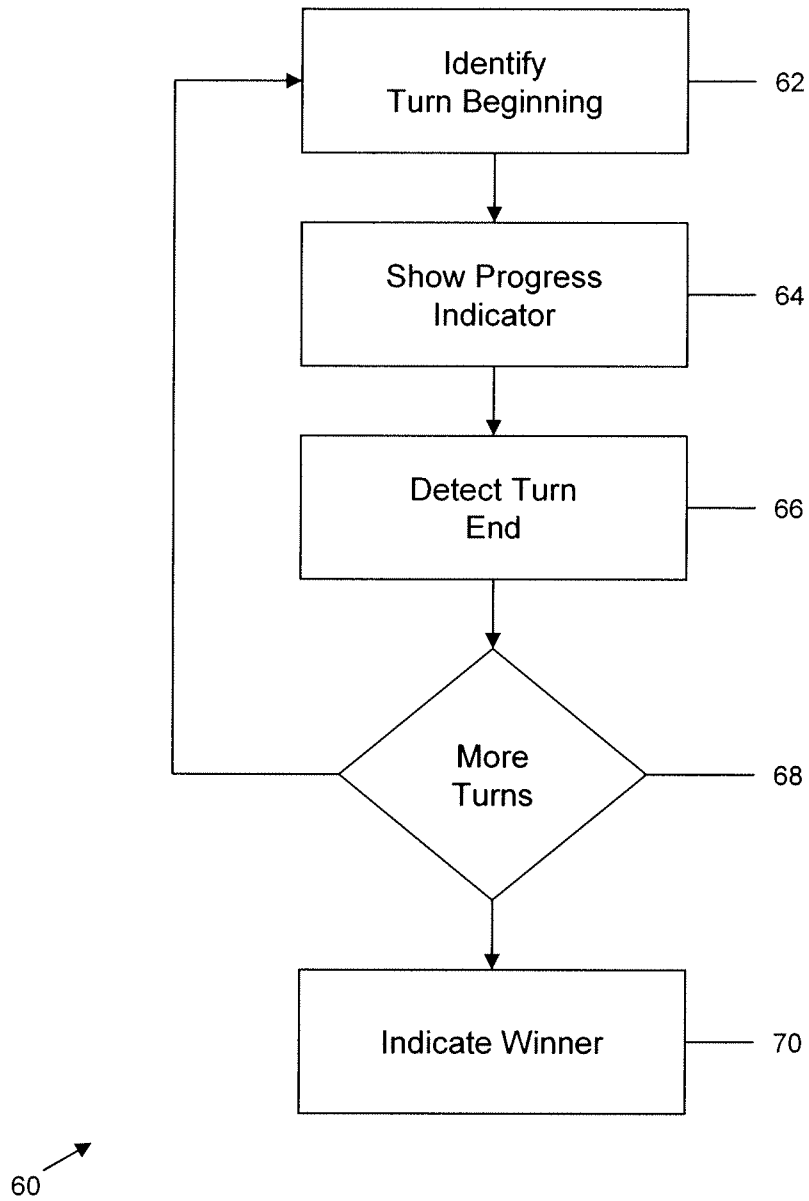 Identify
Turn Beginning
62
Show Progress
Indicator
64
Detect Turn
End
66
More
Turns
68
Indicate Winner
70
60